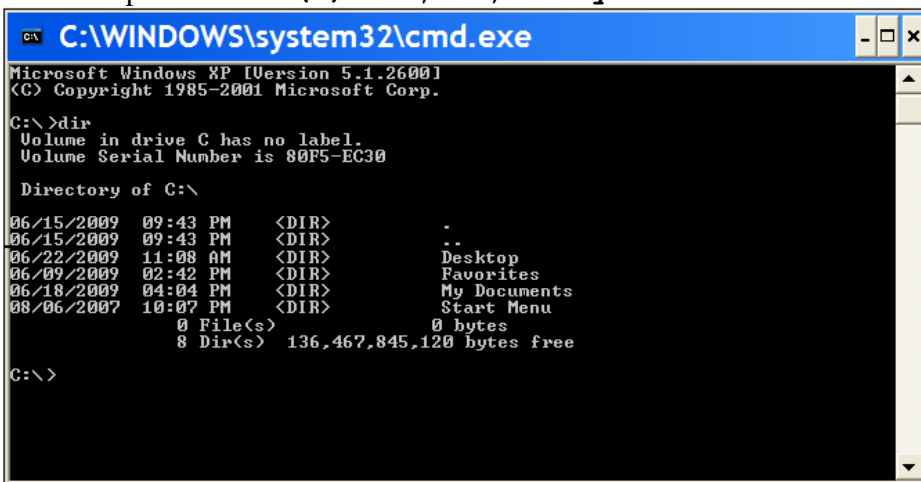 C:\WINDOWS\system32\cmd.exe
Microsoft Windows XP [Version 5.1.2600]
(C) Copyright 1985-2001 Microsoft Corp.
C:\>dir
Volume in drive C has no label.
Volume Serial Number is 80F5-EC30
Directory of C:\
06/15/2009  09:43 PM    <DIR>          .
06/15/2009  09:43 PM    <DIR>          ..
06/22/2009  11:08 AM    <DIR>          Desktop
06/09/2009  02:42 PM    <DIR>          Favorites
06/18/2009  04:04 PM    <DIR>          My Documents
08/06/2007  10:07 PM    <DIR>          Start Menu
0 File(s)              0 bytes
8 Dir(s)  136,467,845,120 bytes free
C:\>